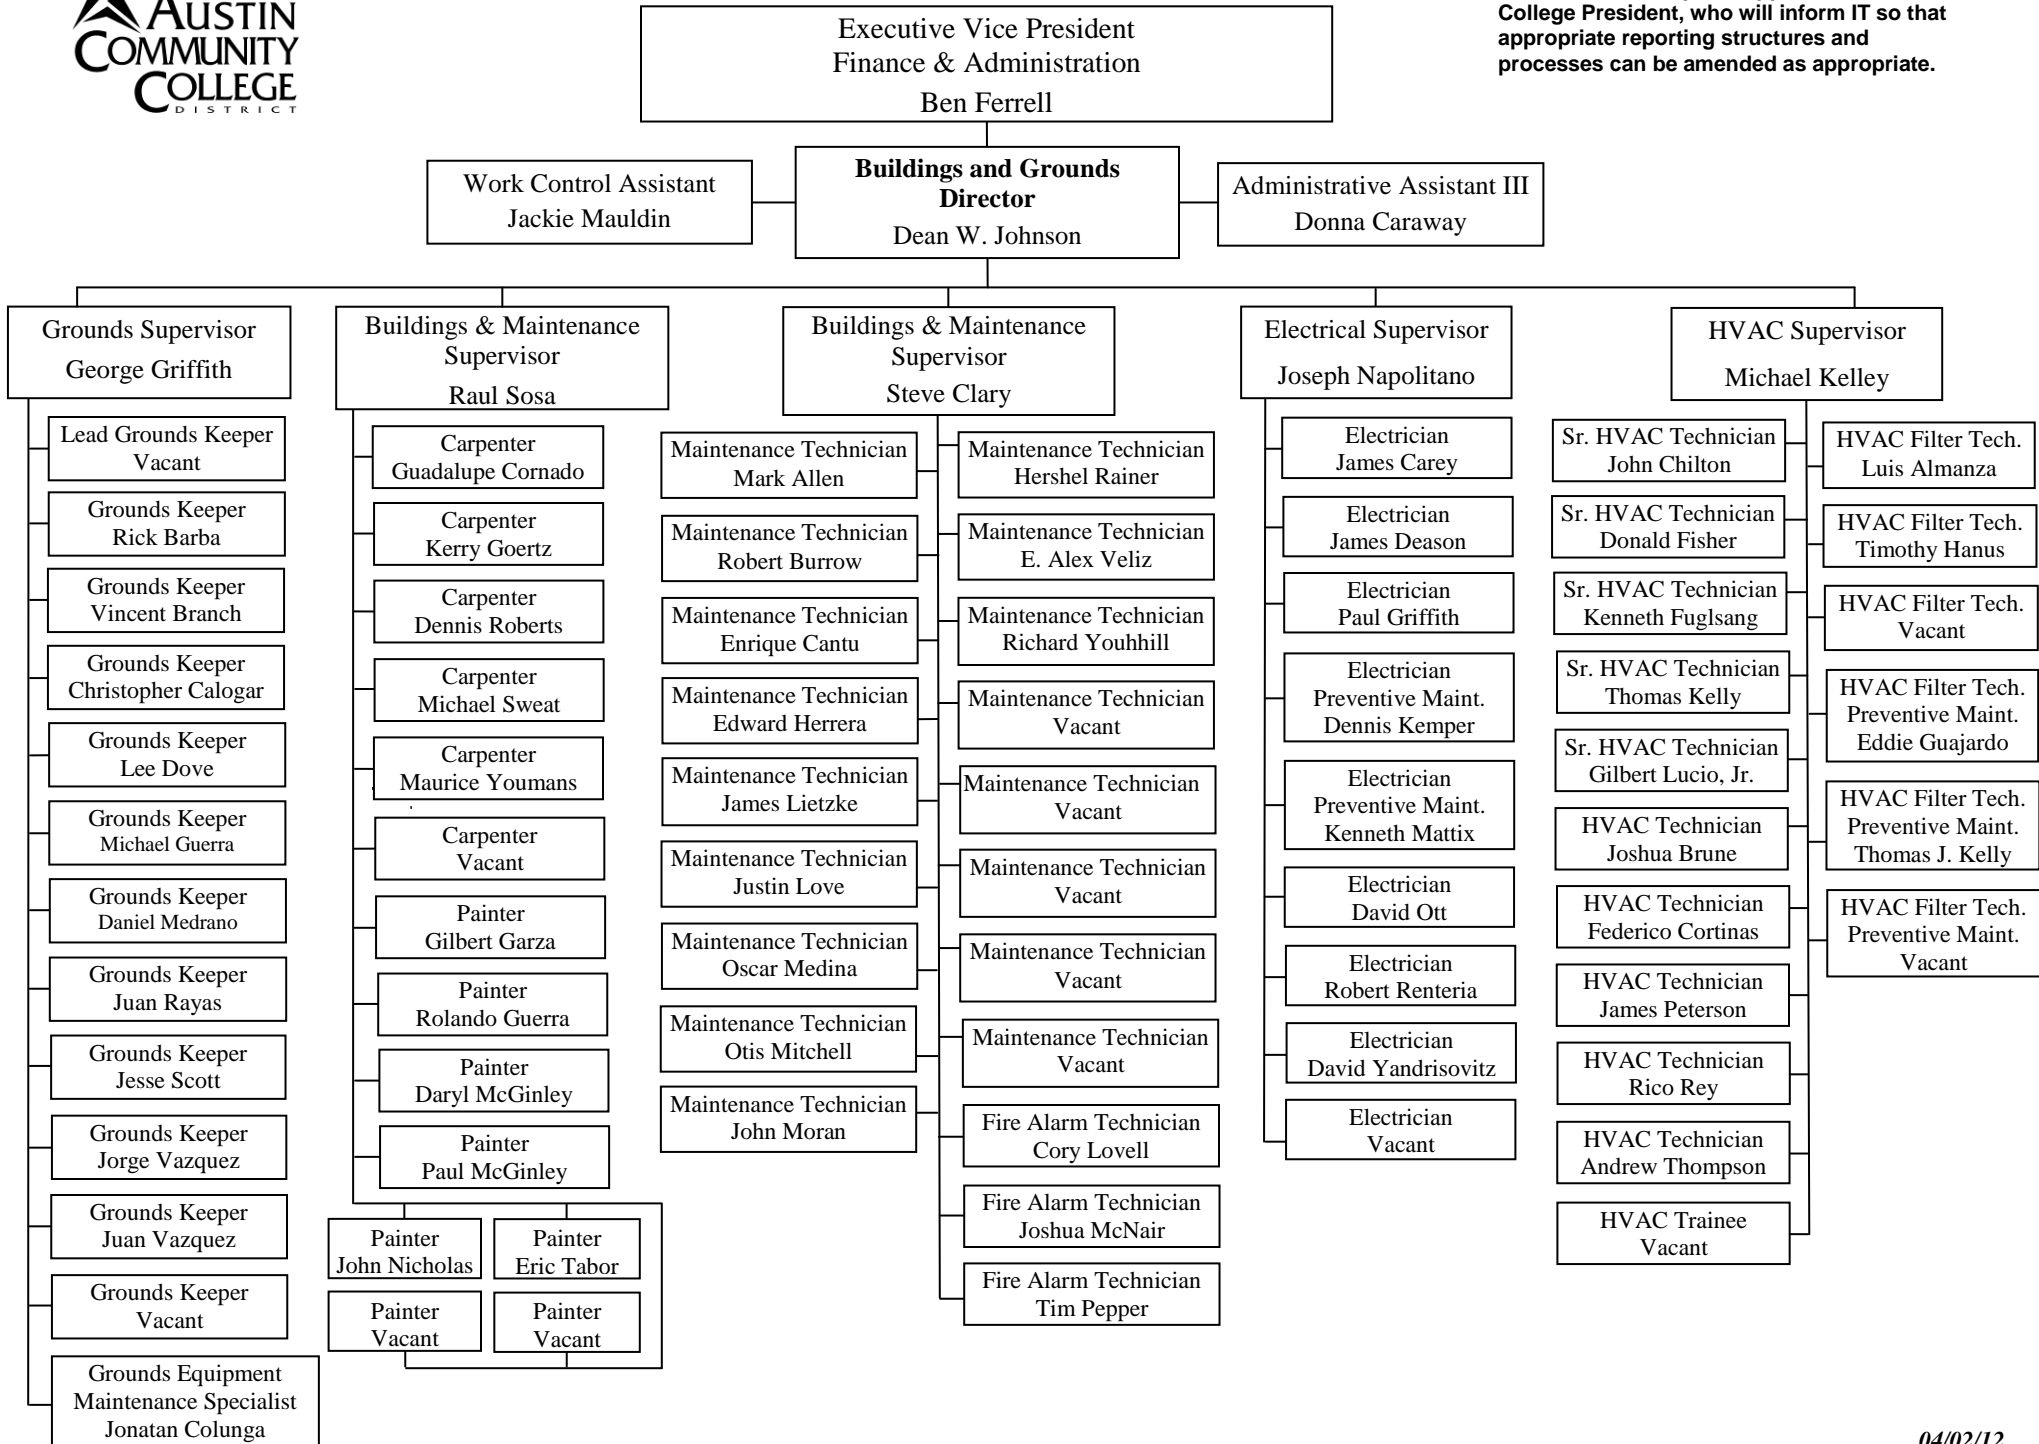 AUSTIN
COMMUNITY
COLLEGE
DISTRICT
College President, who will inform IT so that
appropriate reporting structures and
processes can be amended as appropriate.
Executive Vice President
Finance & Administration
Ben Ferrell
Work Control Assistant
Jackie Mauldin
Buildings and Grounds
Director
Dean W. Johnson
Administrative Assistant III
Donna Caraway
Grounds Supervisor
George Griffith
Lead Grounds Keeper
Vacant
Grounds Keeper
Rick Barba
Grounds Keeper
Vincent Branch
Grounds Keeper
Christopher Calogar
Grounds Keeper
Lee Dove
Grounds Keeper
Michael Guerra
Grounds Keeper
Daniel Medrano
Grounds Keeper
Juan Rayas
Grounds Keeper
Jesse Scott
Grounds Keeper
Jorge Vazquez
Grounds Keeper
Juan Vazquez
Grounds Keeper
Vacant
Grounds Equipment
Maintenance Specialist
Jonatan Colunga
Buildings & Maintenance
Supervisor
Raul Sosa
Carpenter
Guadalupe Cornado
Carpenter
Kerry Goertz
Carpenter
Dennis Roberts
Carpenter
Michael Sweat
Carpenter
Maurice Youmans
Carpenter
Vacant
Painter
Gilbert Garza
Painter
Rolando Guerra
Painter
Daryl McGinley
Painter
Paul McGinley
Painter
John Nicholas
Painter
Eric Tabor
Painter
Vacant
Painter
Vacant
Buildings & Maintenance
Supervisor
Steve Clary
Maintenance Technician
Mark Allen
Maintenance Technician
Robert Burrow
Maintenance Technician
Enrique Cantu
Maintenance Technician
Edward Herrera
Maintenance Technician
James Lietzke
Maintenance Technician
Justin Love
Maintenance Technician
Oscar Medina
Maintenance Technician
Otis Mitchell
Maintenance Technician
John Moran
Maintenance Technician
Hershel Rainer
Maintenance Technician
E. Alex Veliz
Maintenance Technician
Richard Youhhill
Maintenance Technician
Vacant
Maintenance Technician
Vacant
Maintenance Technician
Vacant
Maintenance Technician
Vacant
Maintenance Technician
Vacant
Fire Alarm Technician
Cory Lovell
Fire Alarm Technician
Joshua McNair
Fire Alarm Technician
Tim Pepper
Electrical Supervisor
Joseph Napolitano
Electrician
James Carey
Electrician
James Deason
Electrician
Paul Griffith
Electrician
Preventive Maint.
Dennis Kemper
Electrician
Preventive Maint.
Kenneth Mattix
Electrician
David Ott
Electrician
Robert Renteria
Electrician
David Yandrisovitz
Electrician
Vacant
HVAC Supervisor
Michael Kelley
Sr. HVAC Technician
John Chilton
Sr. HVAC Technician
Donald Fisher
Sr. HVAC Technician
Kenneth Fuglsang
Sr. HVAC Technician
Thomas Kelly
Sr. HVAC Technician
Gilbert Lucio, Jr.
HVAC Technician
Joshua Brune
HVAC Technician
Federico Cortinas
HVAC Technician
James Peterson
HVAC Technician
Rico Rey
HVAC Technician
Andrew Thompson
HVAC Trainee
Vacant
HVAC Filter Tech.
Luis Almanza
HVAC Filter Tech.
Timothy Hanus
HVAC Filter Tech.
Vacant
HVAC Filter Tech.
Preventive Maint.
Eddie Guajardo
HVAC Filter Tech.
Preventive Maint.
Thomas J. Kelly
HVAC Filter Tech.
Preventive Maint.
Vacant
04/02/12